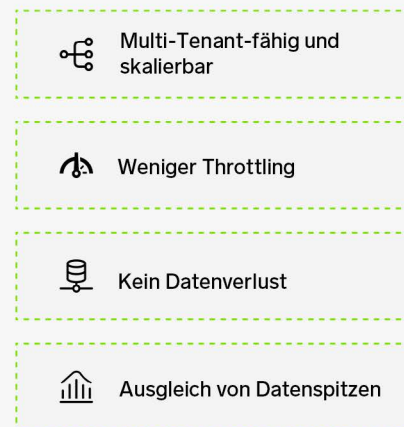 Multi-Tenant-fähig und
skalierbar
Weniger Throttling
Kein Datenverlust
Ausgleich von Datenspitzen